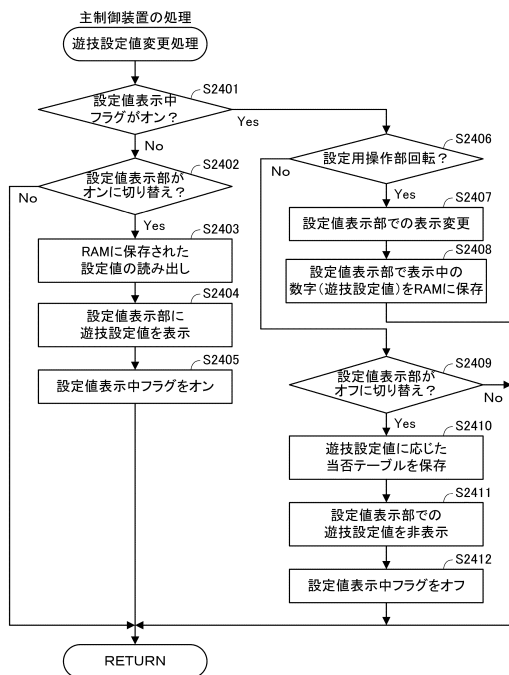 主制御装置の処理
遊技設定値変更処理
S2401
設定値表示中
フラグがオン？
Yes
No
S2402
設定値表示部が
オンに切り替え？
No
Yes
S2403
RAMに保存された
設定値の読み出し
S2404
設定値表示部に
遊技設定値を表示
S2405
設定値表示中フラグをオン
S2406
設定用操作部回転？
No
Yes
S2407
設定値表示部での表示変更
S2408
設定値表示部で表示中の
数字（遊技設定値）をRAMに保存
S2409
設定値表示部が
オフに切り替え？
No
Yes
S2410
遊技設定値に応じた
当否テーブルを保存
S2411
設定値表示部での
遊技設定値を非表示
S2412
設定値表示中フラグをオフ
RETURN